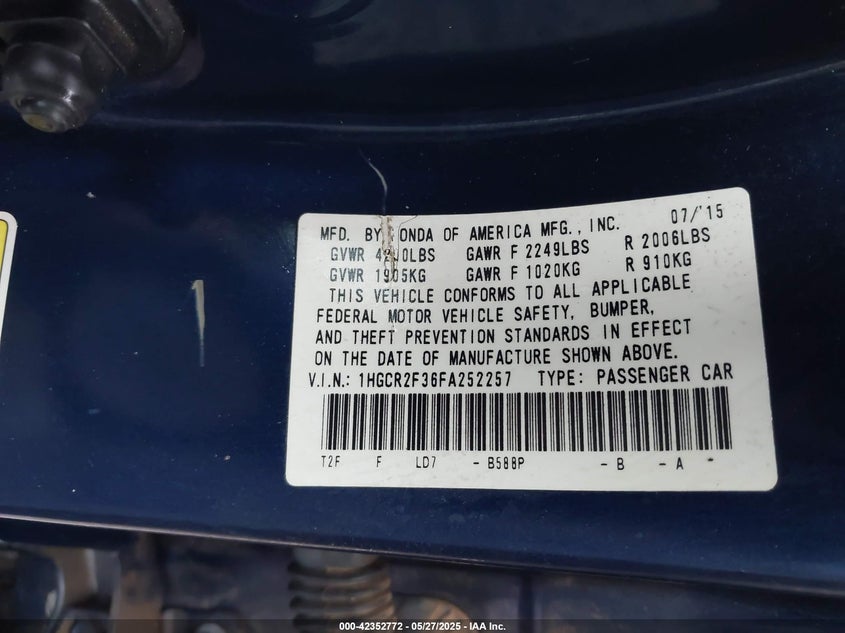 MFD. BY HONDA OF AMERICA MFG., INC. 07/'15
GVWR LBS GAWR F 2249LBS R 2006LBS
GVWR 1905KG GAWR F 1020KG R 910KG
THIS VEHICLE CONFORMS TO ALL APPLICABLE
FEDERAL MOTOR VEHICLE SAFETY, BUMPER,
AND THEFT PREVENTION STANDARDS IN EFFECT
ON THE DATE OF MANUFACTURE SHOWN ABOVE.
V.I.N.: 1HGCR2F36FA252257 TYPE: PASSENGER CAR
T2F F LD7 - B588P - B - A -
000-42352772 - 05/27/2025 - IAA Inc.